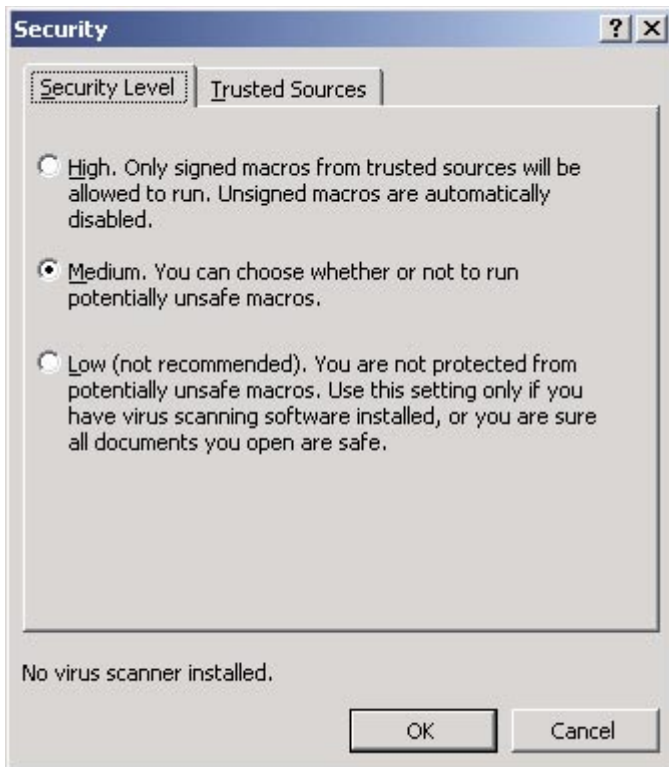 Security
Security Level
Trusted Sources
High. Only signed macros from trusted sources will be
allowed to run. Unsigned macros are automatically
disabled.
Medium. You can choose whether or not to run
potentially unsafe macros.
Low (not recommended). You are not protected from
potentially unsafe macros. Use this setting only if you
have virus scanning software installed, or you are sure
all documents you open are safe.
No virus scanner installed.
OK
Cancel